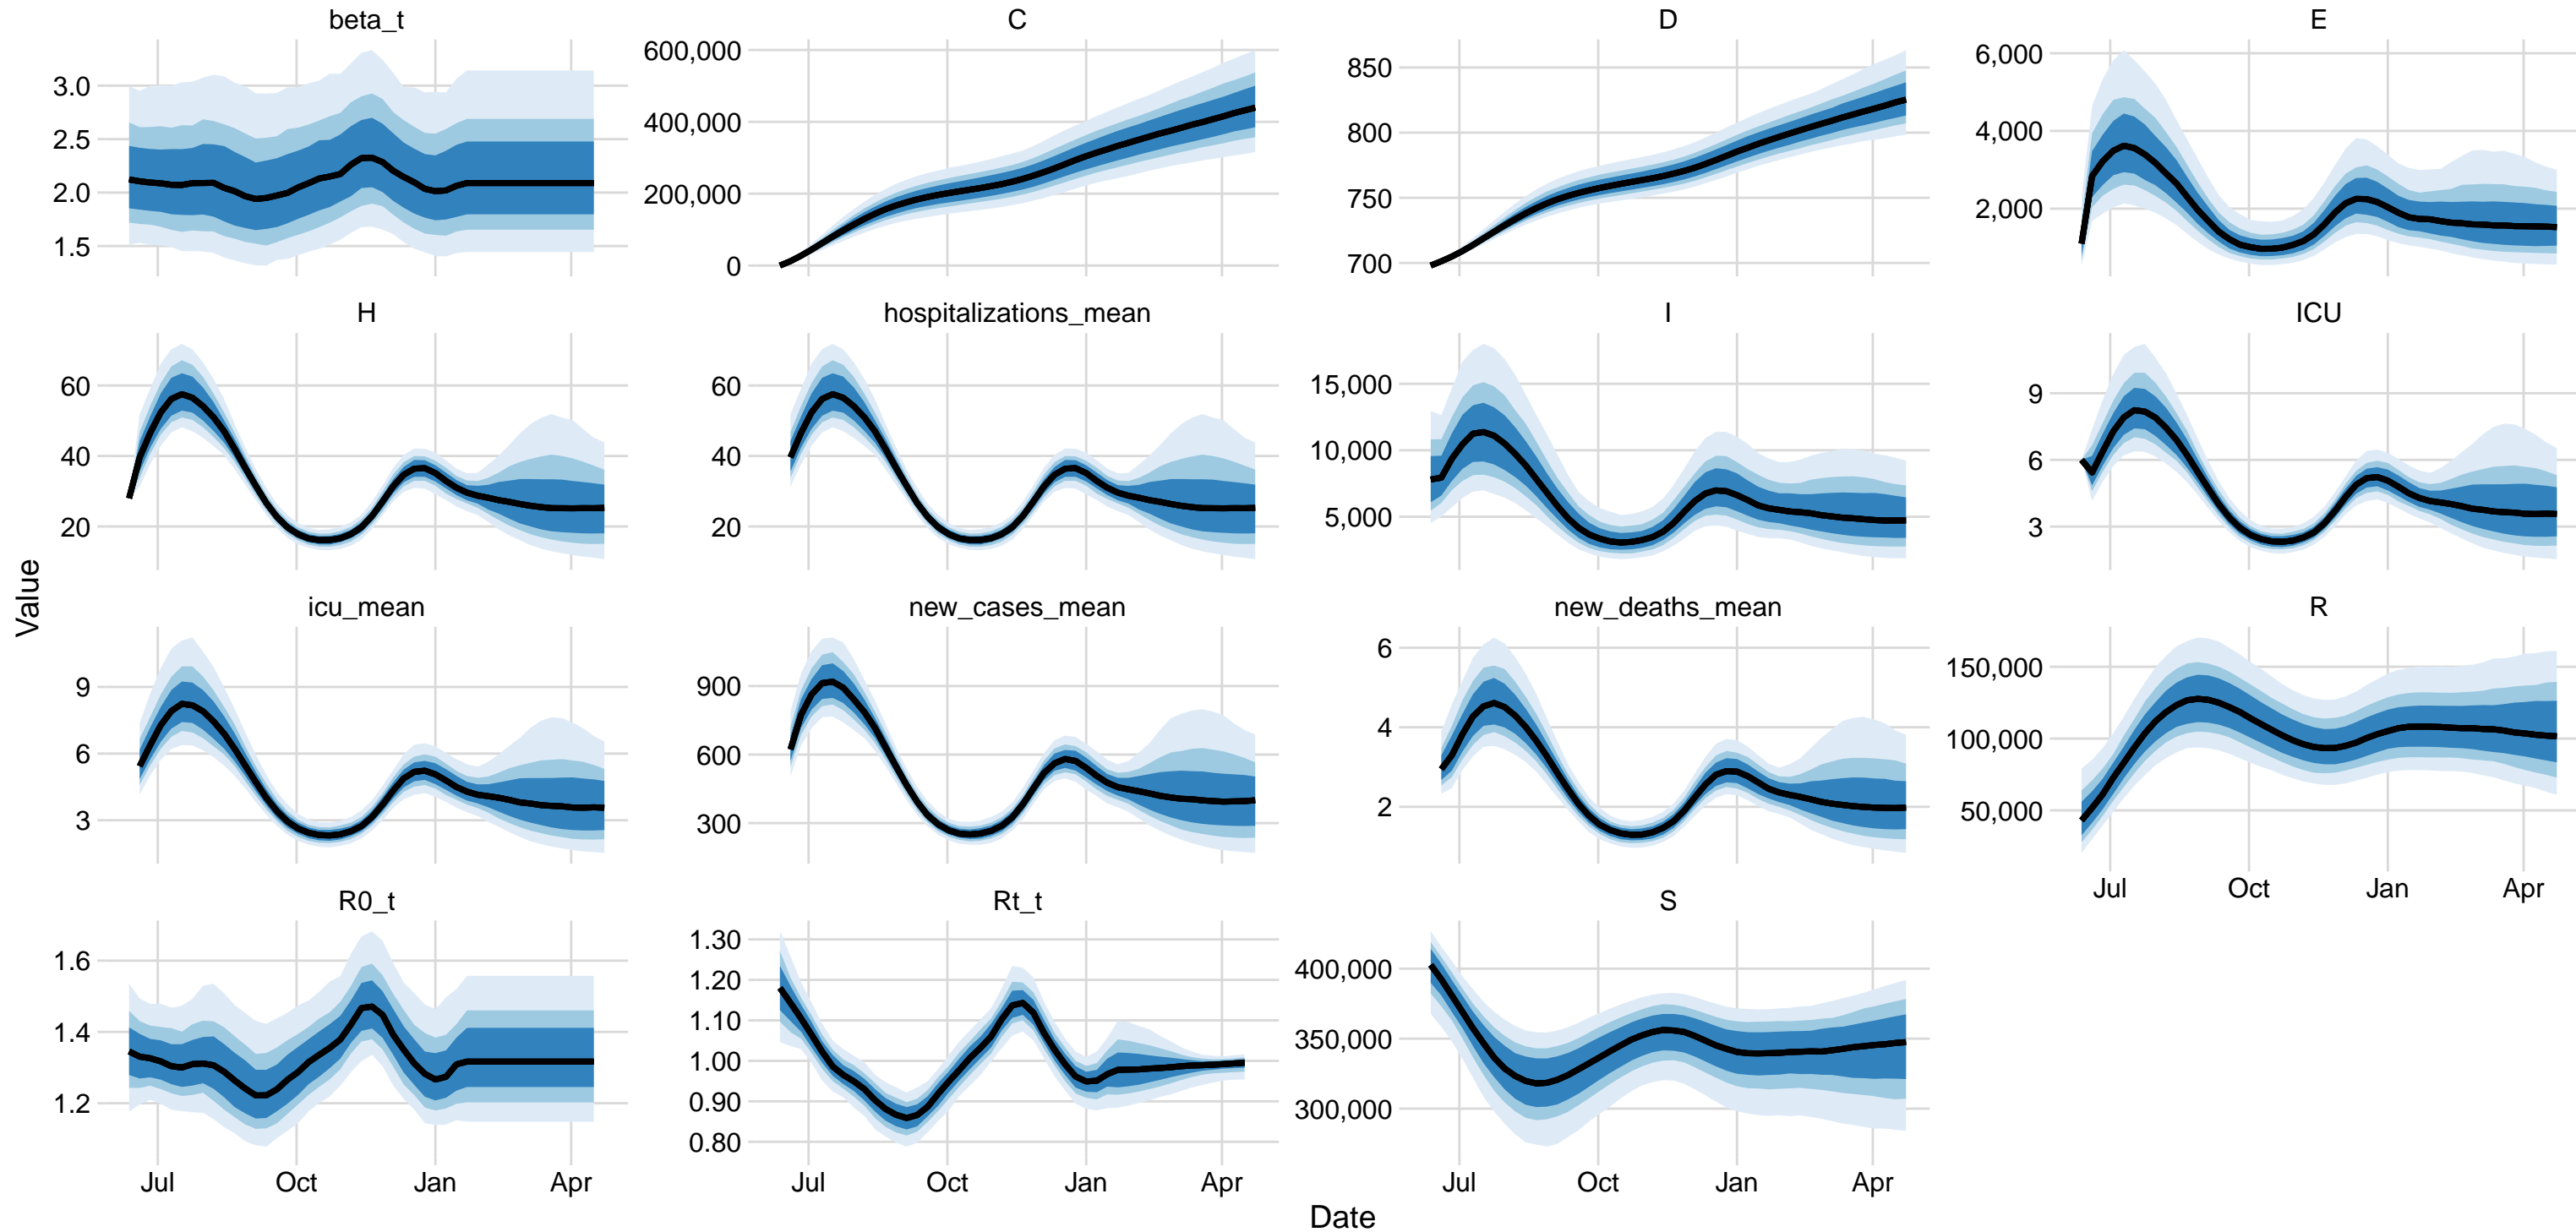 beta_t
C
D
E
3.0
2.5
2.0
1.5
600,000
400,000
200,000
0
850
800
750
700
6,000
4,000
2,000
H
hospitalizations_mean
I
ICU
60
40
20
60
40
20
15,000
10,000
5,000
9
6
3
Value
icu_mean
new_cases_mean
new_deaths_mean
R
9
6
3
900
600
300
6
4
2
150,000
100,000
50,000
Jul Oct Jan Apr
R0_t
Rt_t
S
1.6
1.4
1.2
1.30
1.20
1.10
1.00
0.90
0.80
400,000
350,000
300,000
Jul Oct Jan Apr
Jul Oct Jan Apr
Jul Oct Jan Apr
Date